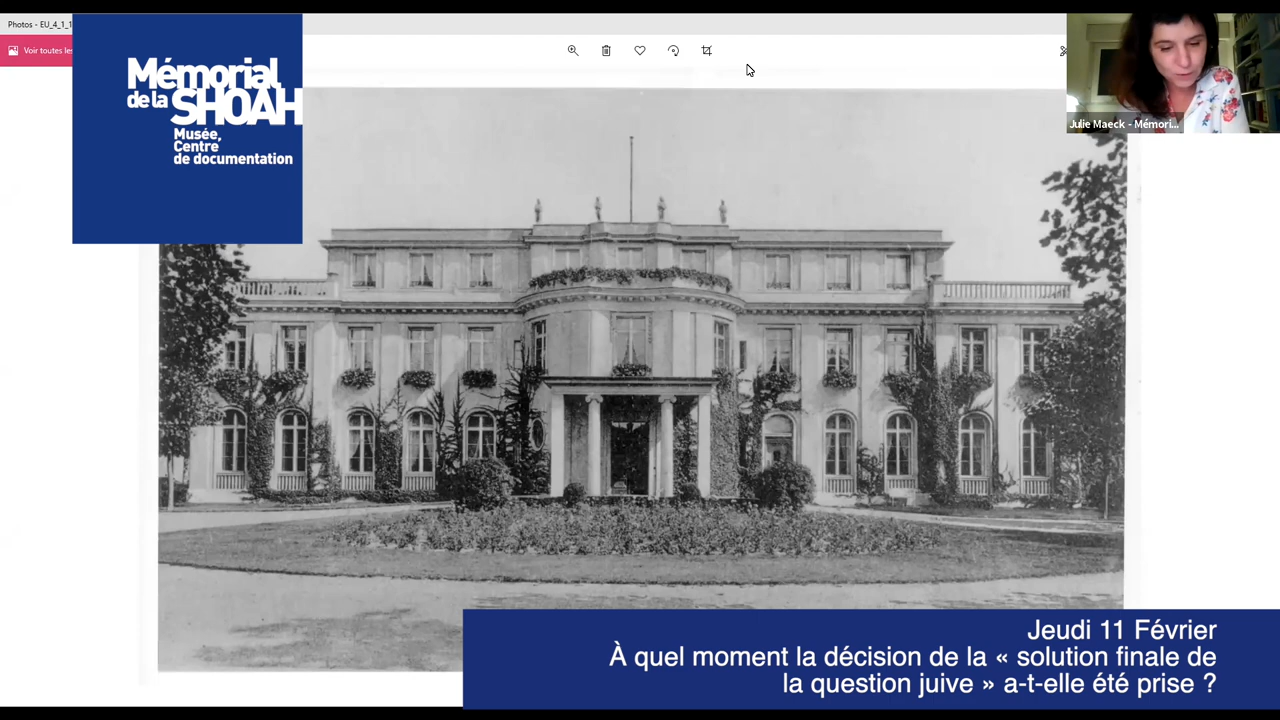 Photos - EU_4_1_1
Voir toutes les
Mémorial
de la SHOAH
Musée,
Centre
de documentation
Julie Maeck - Mémori...
Jeudi 11 Février
À quel moment la décision de la « solution finale de
la question juive » a-t-elle été prise ?